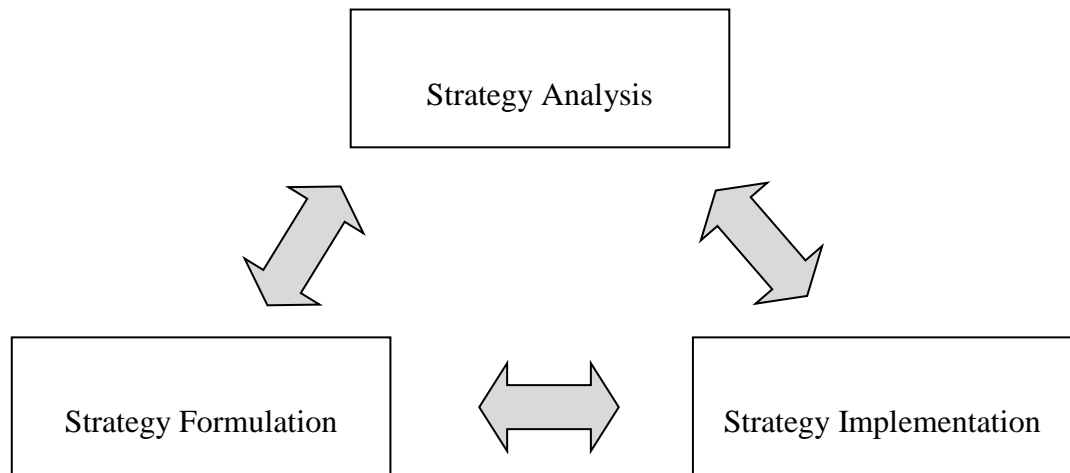 Strategy Analysis
Strategy Formulation
Strategy Implementation